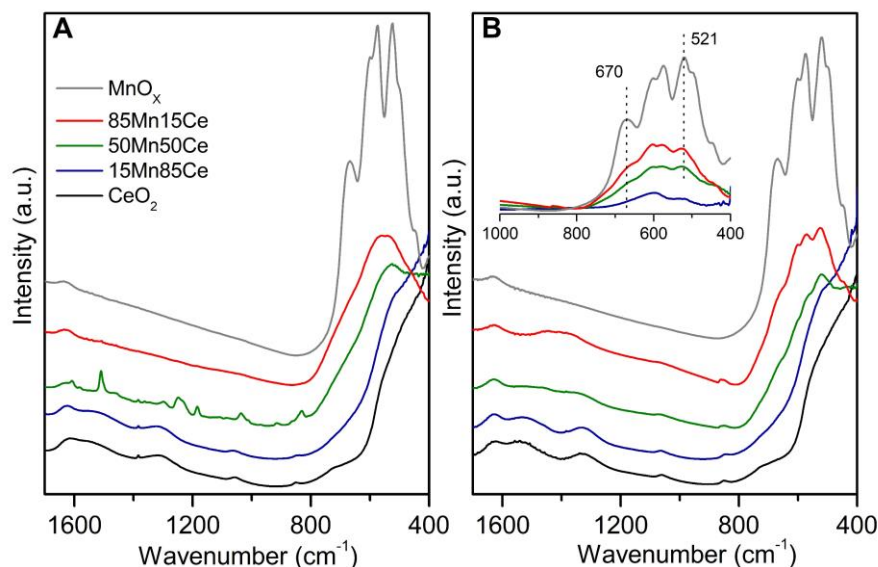 A
MnOₓ
85Mn15Ce
50Mn50Ce
15Mn85Ce
CeO₂
Intensity (a.u.)
1600 1200 800 400
Wavenumber (cm⁻¹)
B
670
521
1000 800 600 400
Intensity (a.u.)
1600 1200 800 400
Wavenumber (cm⁻¹)